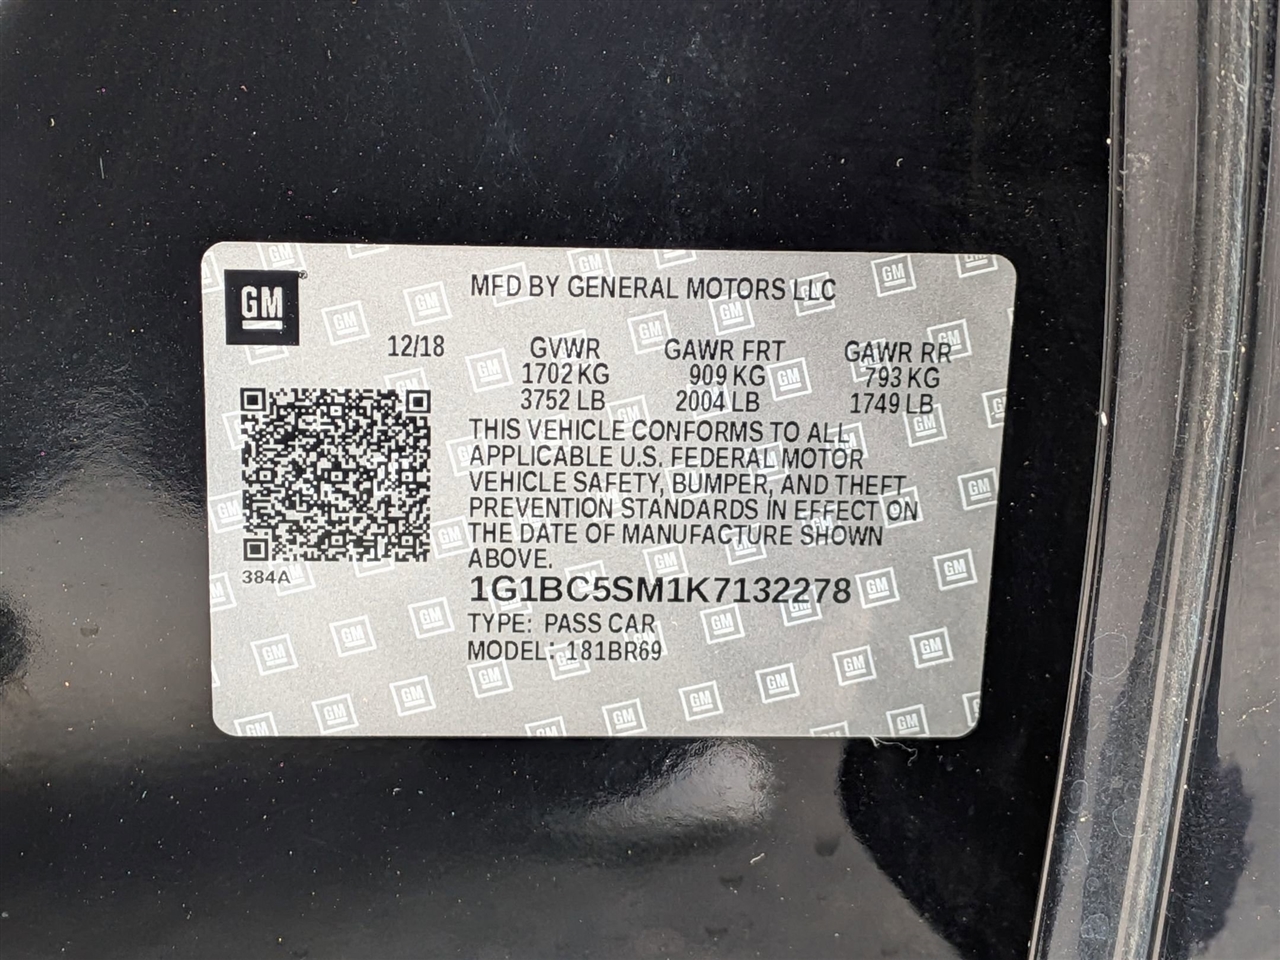 GM
MFD BY GENERAL MOTORS LLC
12/18
GVWR GAWR FRT GAWR RR
1702 KG 909 KG 793 KG
3752 LB 2004 LB 1749 LB
THIS VEHICLE CONFORMS TO ALL
APPLICABLE U.S. FEDERAL MOTOR
VEHICLE SAFETY, BUMPER, AND THEFT
PREVENTION STANDARDS IN EFFECT ON
THE DATE OF MANUFACTURE SHOWN
ABOVE.
384A
1G1BC5SM1K7132278
TYPE: PASS CAR
MODEL: 181BR69